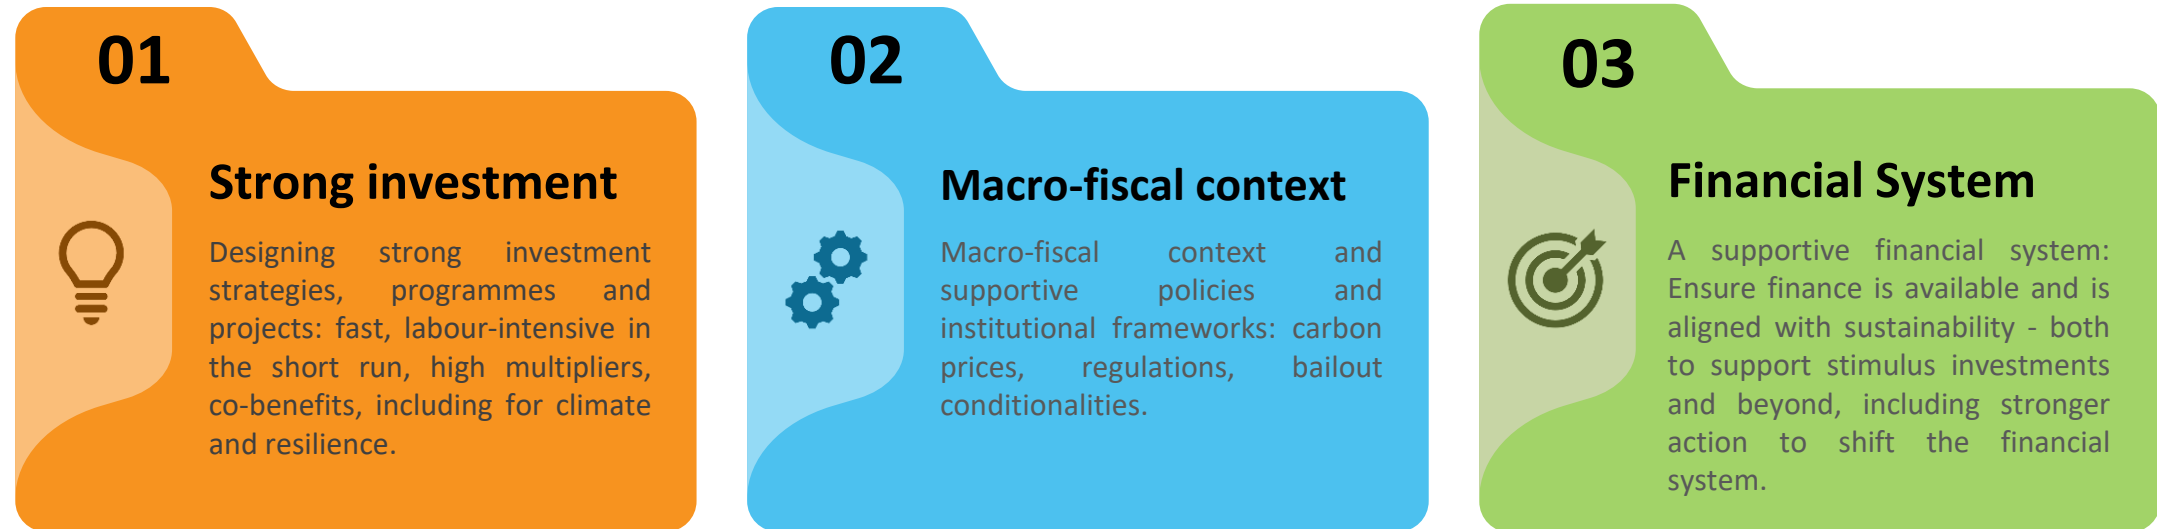 01
Strong investment
Designing strong investment
strategies, programmes and
projects: fast, labour-intensive in
the short run, high multipliers,
co-benefits, including for climate
and resilience.
02
Macro-fiscal context
Macro-fiscal context and
supportive policies and
institutional frameworks: carbon
prices, regulations, bailout
conditionalities.
03
Financial System
A supportive financial system:
Ensure finance is available and is
aligned with sustainability - both
to support stimulus investments
and beyond, including stronger
action to shift the financial
system.